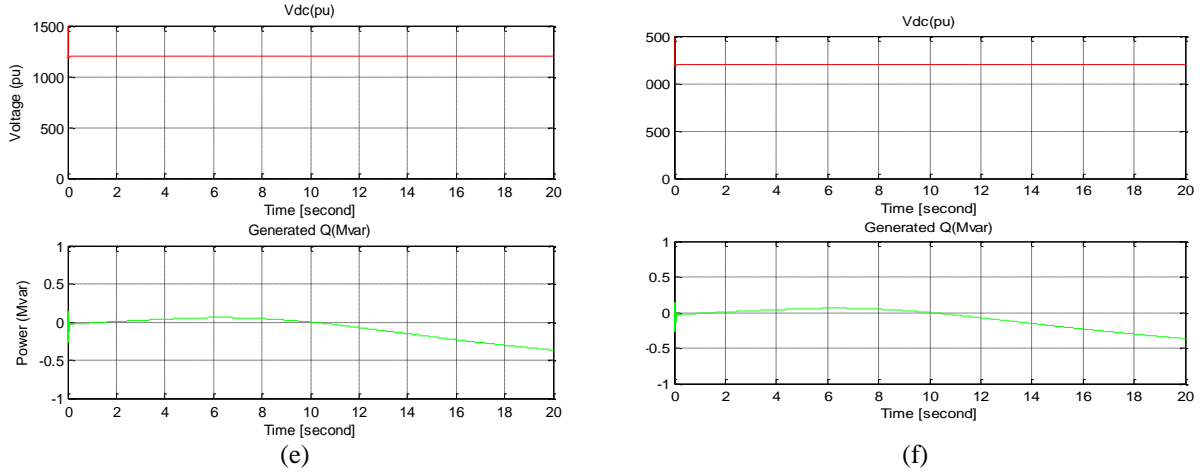 Vdc(pu)
1500
1000
500
0
Voltage (pu)
0 2 4 6 8 10 12 14 16 18 20
Time [second]
Generated Q(Mvar)
1
0.5
0
-0.5
-1
Power (Mvar)
0 2 4 6 8 10 12 14 16 18 20
Time [second]
(e)
Vdc(pu)
500
000
500
0
0 2 4 6 8 10 12 14 16 18 20
Time [second]
Generated Q(Mvar)
1
0.5
0
-0.5
-1
0 2 4 6 8 10 12 14 16 18 20
Time [second]
(f)